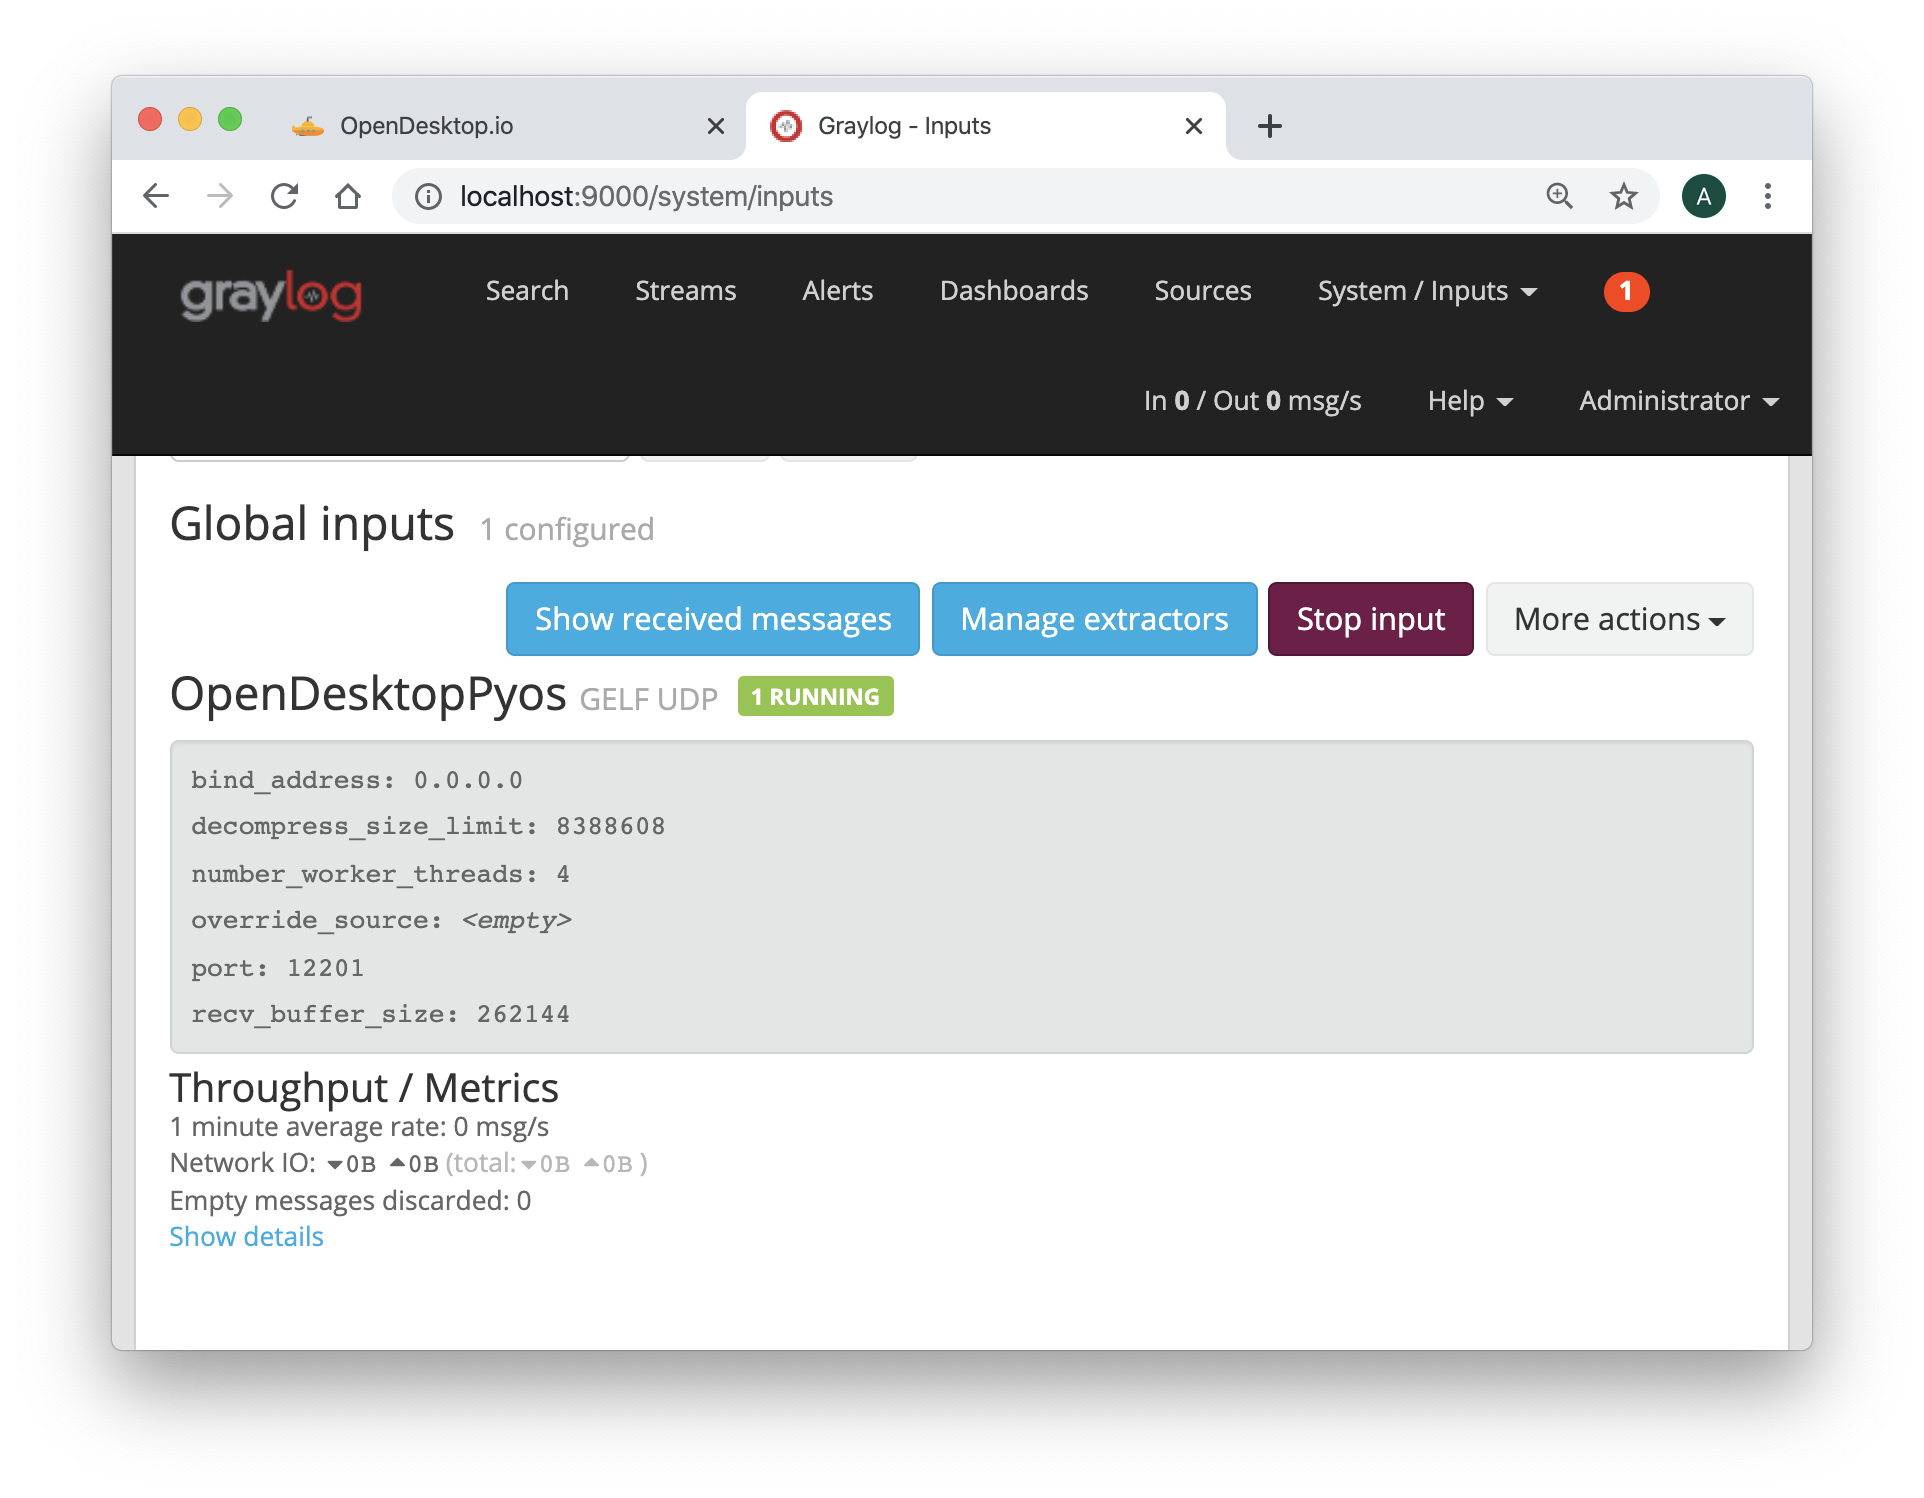 OpenDesktop.io
Graylog - Inputs
localhost:9000/system/inputs
A
graylog
Search
Streams
Alerts
Dashboards
Sources
System / Inputs
1
In 0 / Out 0 msg/s
Help
Administrator
Global inputs 1 configured
Show received messages
Manage extractors
Stop input
More actions
OpenDesktopPyos GELF UDP 1 RUNNING
bind_address: 0.0.0.0
decompress_size_limit: 8388608
number_worker_threads: 4
override_source: <empty>
port: 12201
recv_buffer_size: 262144
Throughput / Metrics
1 minute average rate: 0 msg/s
Network IO: 0B 0B (total: 0B 0B )
Empty messages discarded: 0
Show details